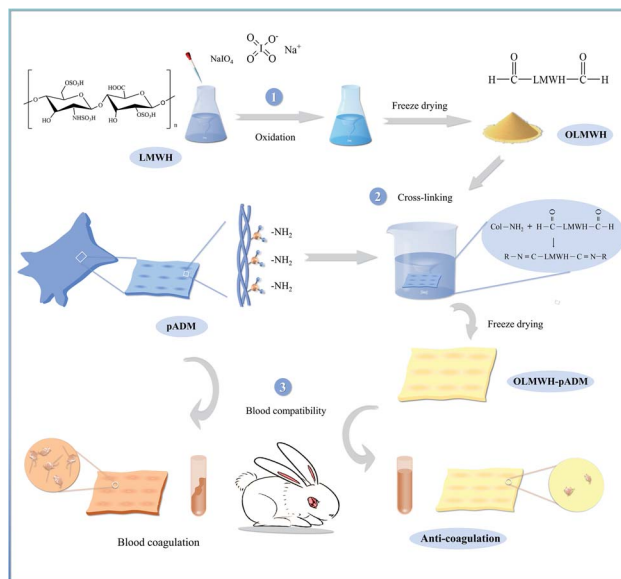 NaIO₄
O O⁻
I Na⁺
O O
OSO₃H
HOOC
O
O
O
HO
NHSO₃H
HO
OSO₃H
n
LMWH
1
Oxidation
Freeze drying
O O
H—C—LMWH—C—H
OLMWH
2
Cross-linking
-NH₂
-NH₂
-NH₂
pADM
O O
Col—NH₂ + H—C—LMWH—C—H
↓
R—N=C—LMWH—C=N—R
Freeze drying
OLMWH-pADM
3
Blood compatibility
Blood coagulation
Anti-coagulation